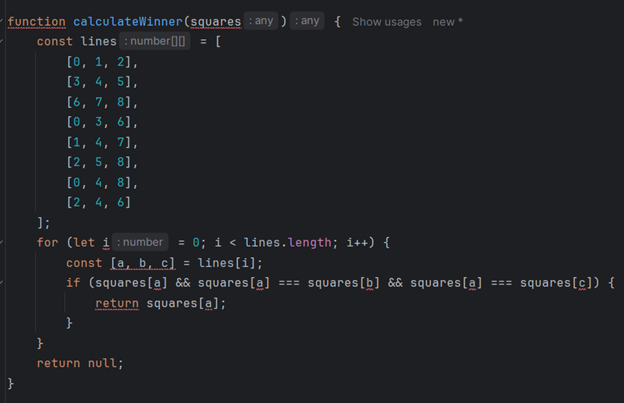 function calculateWinner(squares : any ) : any  {  Show usages  new *
    const lines : number[][]  = [
        [0, 1, 2],
        [3, 4, 5],
        [6, 7, 8],
        [0, 3, 6],
        [1, 4, 7],
        [2, 5, 8],
        [0, 4, 8],
        [2, 4, 6]
    ];
    for (let i : number  = 0; i < lines.length; i++) {
        const [a, b, c] = lines[i];
        if (squares[a] && squares[a] === squares[b] && squares[a] === squares[c]) {
            return squares[a];
        }
    }
    return null;
}